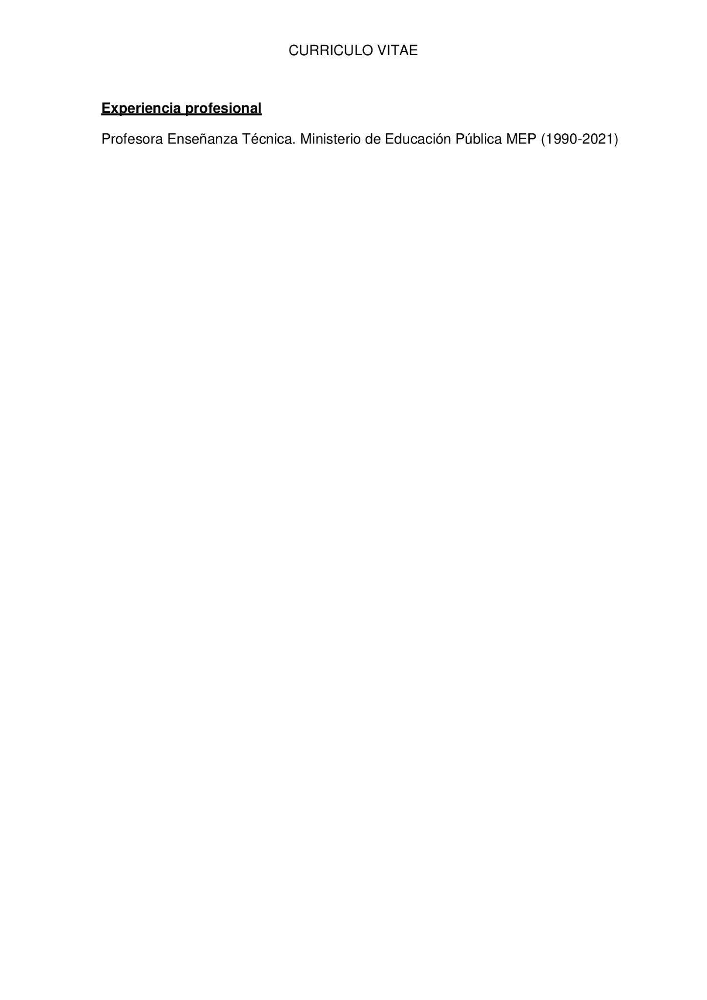 CURRICULO VITAE
Experiencia profesional
Profesora Enseñanza Técnica. Ministerio de Educación Pública MEP (1990-2021)